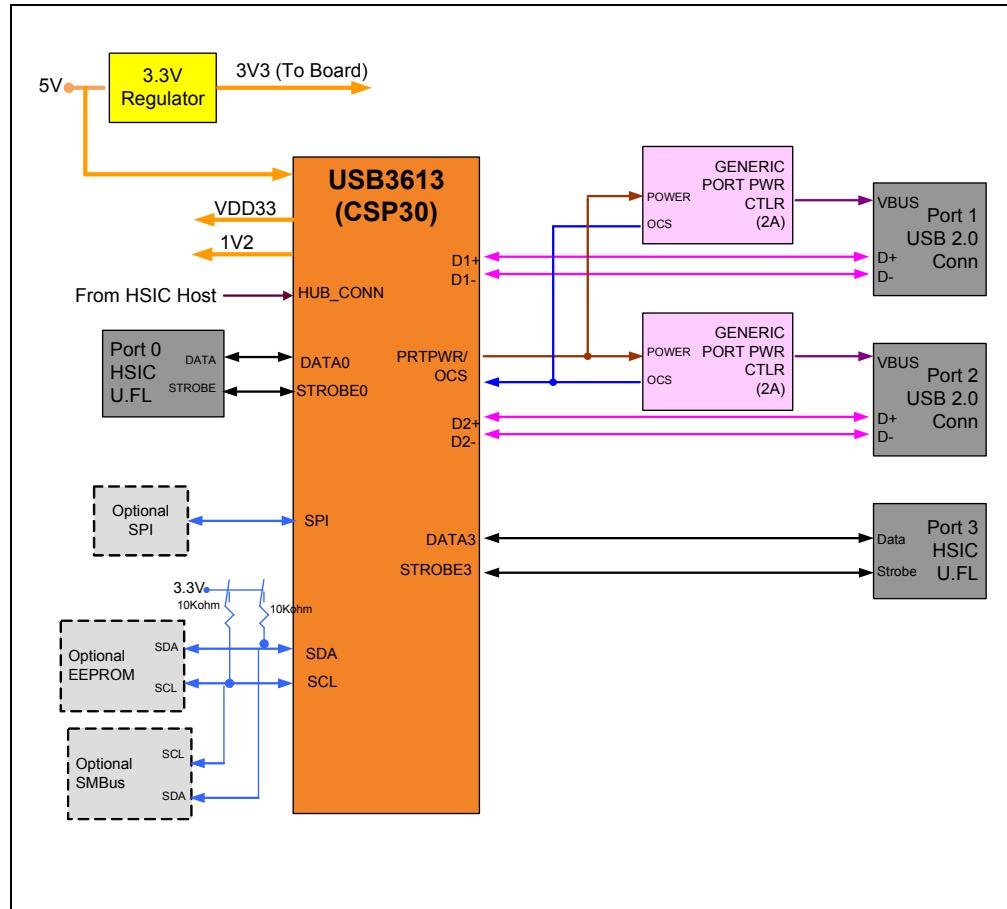 5V
3.3V
Regulator
3V3 (To Board)
USB3613
(CSP30)
VDD33
1V2
From HSIC Host
HUB_CONN
Port 0
HSIC
U.FL
DATA
STROBE
DATA0
STROBE0
Optional
SPI
SPI
3.3V
10Kohm
10Kohm
Optional
EEPROM
SDA
SCL
SDA
SCL
Optional
SMBus
SCL
SDA
D1+
D1-
PRTPWR/
OCS
D2+
D2-
DATA3
STROBE3
GENERIC
PORT PWR
CTLR
(2A)
POWER
OCS
VBUS
Port 1
USB 2.0
Conn
D+
D-
GENERIC
PORT PWR
CTLR
(2A)
POWER
OCS
VBUS
Port 2
USB 2.0
Conn
D+
D-
Port 3
HSIC
U.FL
Data
Strobe